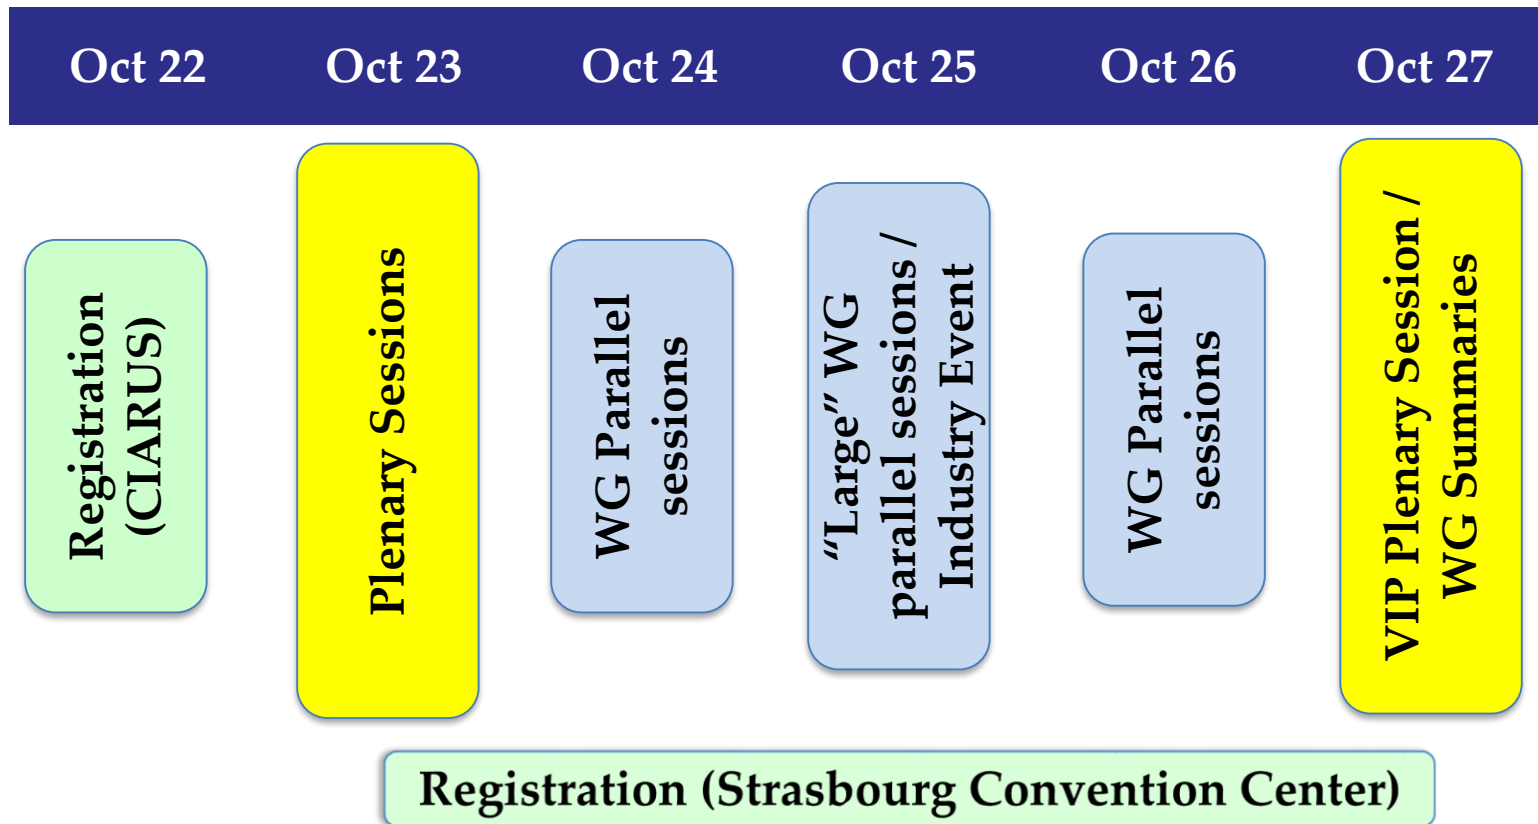 Oct 22
Oct 23
Oct 24
Oct 25
Oct 26
Oct 27
Registration
(CIARUS)
Plenary Sessions
WG Parallel
sessions
“Large” WG
parallel sessions /
Industry Event
WG Parallel
sessions
VIP Plenary Session /
WG Summaries
Registration (Strasbourg Convention Center)